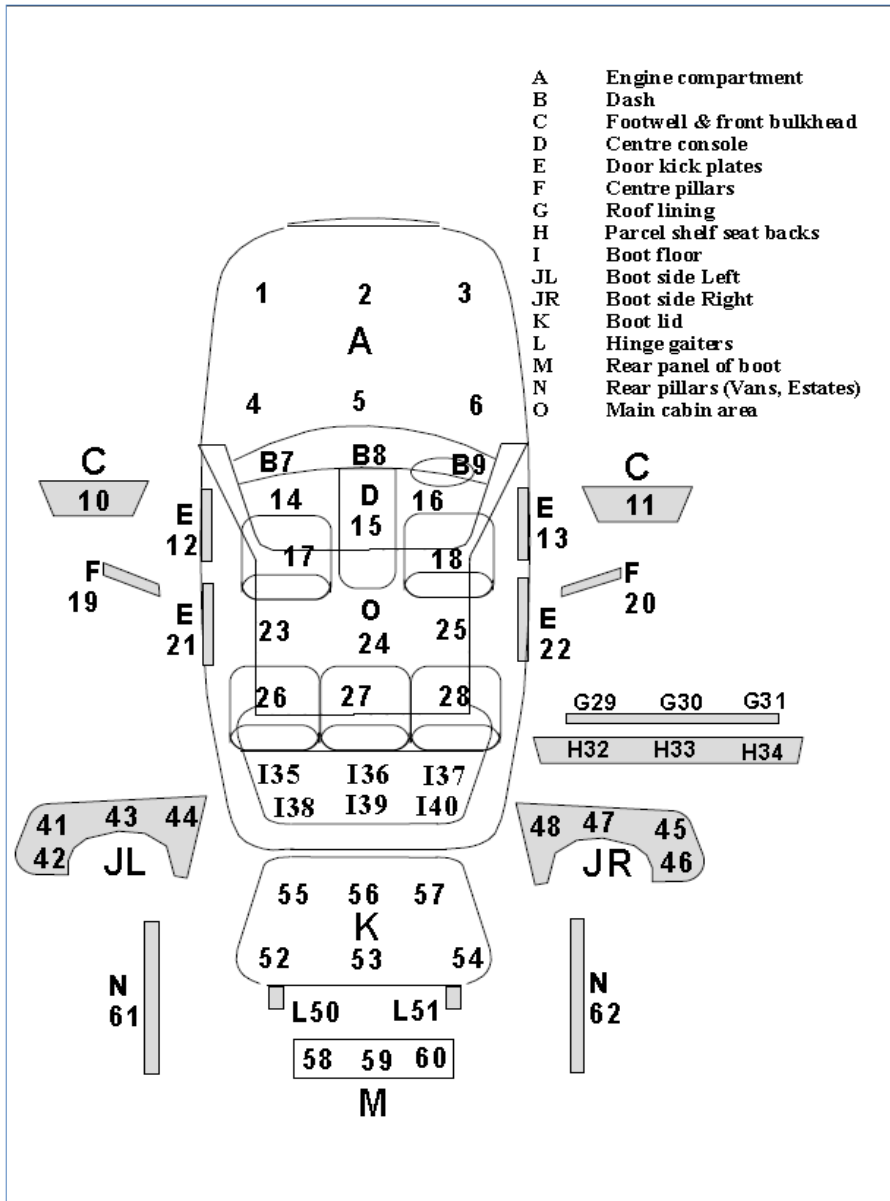 A Engine compartment
B Dash
C Footwell & front bulkhead
D Centre console
E Door kick plates
F Centre pillars
G Roof lining
H Parcel shelf seat backs
I Boot floor
JL Boot side Left
JR Boot side Right
K Boot lid
L Hinge gaiters
M Rear panel of boot
N Rear pillars (Vans, Estates)
O Main cabin area
1 2 3
A
4 5 6
B7 B8 B9
C C
10 14 D 16 11
E 15 E
12 13
17 18
F F
19 20
E O E
21 23 24 25 22
26 27 28
G29 G30 G31
H32 H33 H34
I35 I36 I37
I38 I39 I40
41 43 44 48 47 45
42 JL JR 46
55 56 57
K
52 53 54
N N
61 L50 L51 62
58 59 60
M